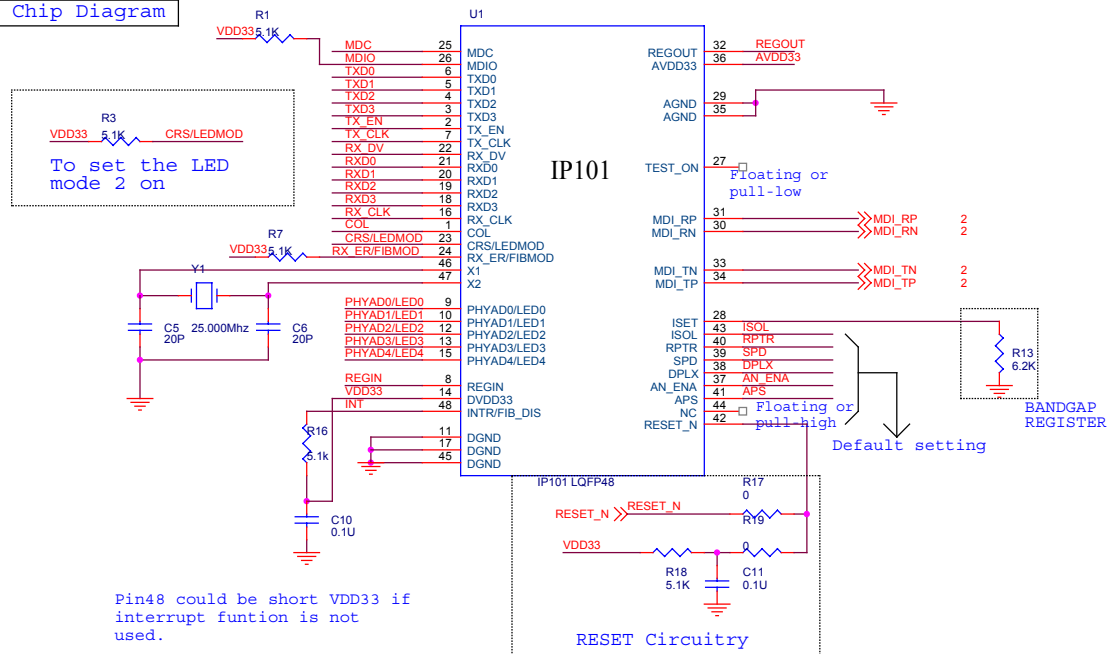 Chip Diagram
R1
VDD33 5.1K
U1
MDC 25 MDC
MDIO 26 MDIO
TXD0 6 TXD0
TXD1 5 TXD1
TXD2 4 TXD2
TXD3 3 TXD3
TX_EN 2 TX_EN
TX_CLK 7 TX_CLK
RX_DV 22 RX_DV
RXD0 21 RXD0
RXD1 20 RXD1
RXD2 19 RXD2
RXD3 18 RXD3
RX_CLK 16 RX_CLK
COL 1 COL
CRS/LEDMOD 23 CRS/LEDMOD
RX_ER/FIBMOD 24 RX_ER/FIBMOD
46 X1
47 X2
PHYAD0/LED0 9 PHYAD0/LED0
PHYAD1/LED1 10 PHYAD1/LED1
PHYAD2/LED2 12 PHYAD2/LED2
PHYAD3/LED3 13 PHYAD3/LED3
PHYAD4/LED4 15 PHYAD4/LED4
REGIN 8 REGIN
VDD33 14 DVDD33
INT 48 INTR/FIB_DIS
11 DGND
17 DGND
45 DGND
R3
VDD33 5.1K CRS/LEDMOD
To set the LED
mode 2 on
R7
VDD33 5.1K
Y1
C5
20P
25.000Mhz
C6
20P
R16
5.1k
C10
0.1U
IP101
REGOUT 32 REGOUT
AVDD33 36 AVDD33
AGND 29
AGND 35
TEST_ON 27
Floating or
pull-low
MDI_RP 31 MDI_RP 2
MDI_RN 30 MDI_RN 2
MDI_TN 33 MDI_TN 2
MDI_TP 34 MDI_TP 2
ISET 28
ISOL 43 ISOL
RPTR 40 RPTR
SPD 39 SPD
DPLX 38 DPLX
AN_ENA 37 AN_ENA
APS 41 APS
NC 44
RESET_N 42
Floating or
pull-high
Default setting
R13
6.2K
BANDGAP
REGISTER
IP101 LQFP48
R17
0
RESET_N RESET_N
R19
0
VDD33
R18
5.1K
C11
0.1U
RESET Circuitry
Pin48 could be short VDD33 if
interrupt funtion is not
used.